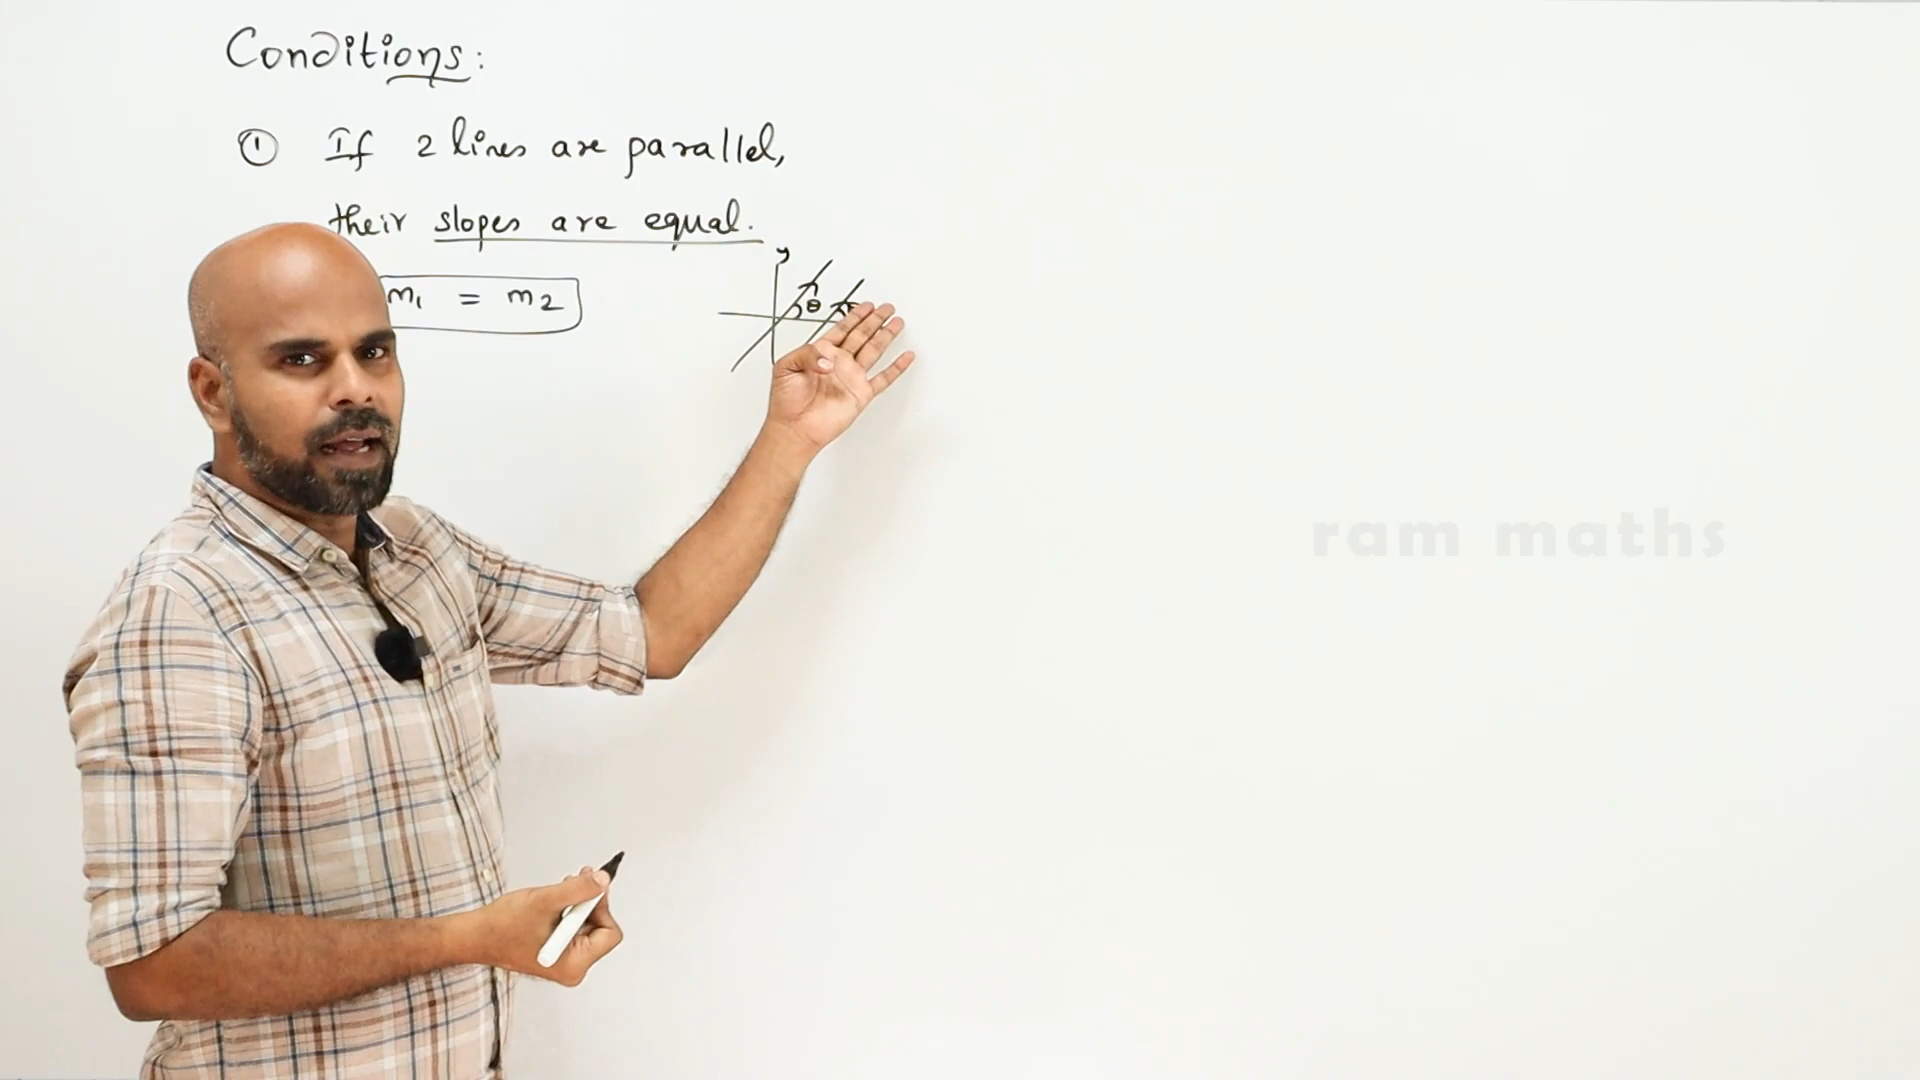 Conditions:
① If 2 lines are parallel,
their slopes are equal.
m₁ = m₂
y
θ
ram maths